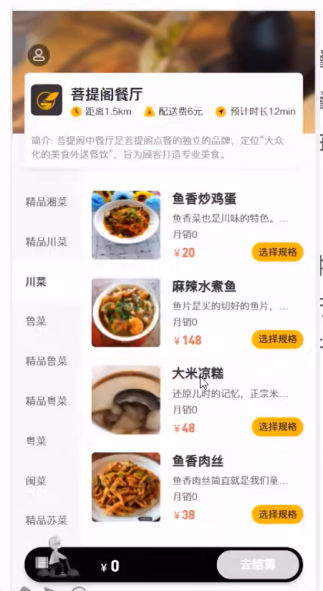 菩提阁餐厅
距离1.5km 配送费6元 预计时长12min
简介: 菩提阁中餐厅是菩提阁点餐的独立的品牌，定位“大众
化的美食外送餐饮”，旨为顾客打造专业美食。
精品湘菜
精品川菜
川菜
鲁菜
精品鲁菜
精品粤菜
粤菜
闽菜
精品苏菜
鱼香炒鸡蛋
鱼香菜也是川味的特色。...
月销0
¥20 选择规格
麻辣水煮鱼
鱼片是买的切好的鱼片，...
月销0
¥148 选择规格
大米凉糕
还原儿时的记忆，正宗米...
月销0
¥48 选择规格
鱼香肉丝
鱼香肉丝简直就是我们童...
月销0
¥38 选择规格
¥ 0 去结算